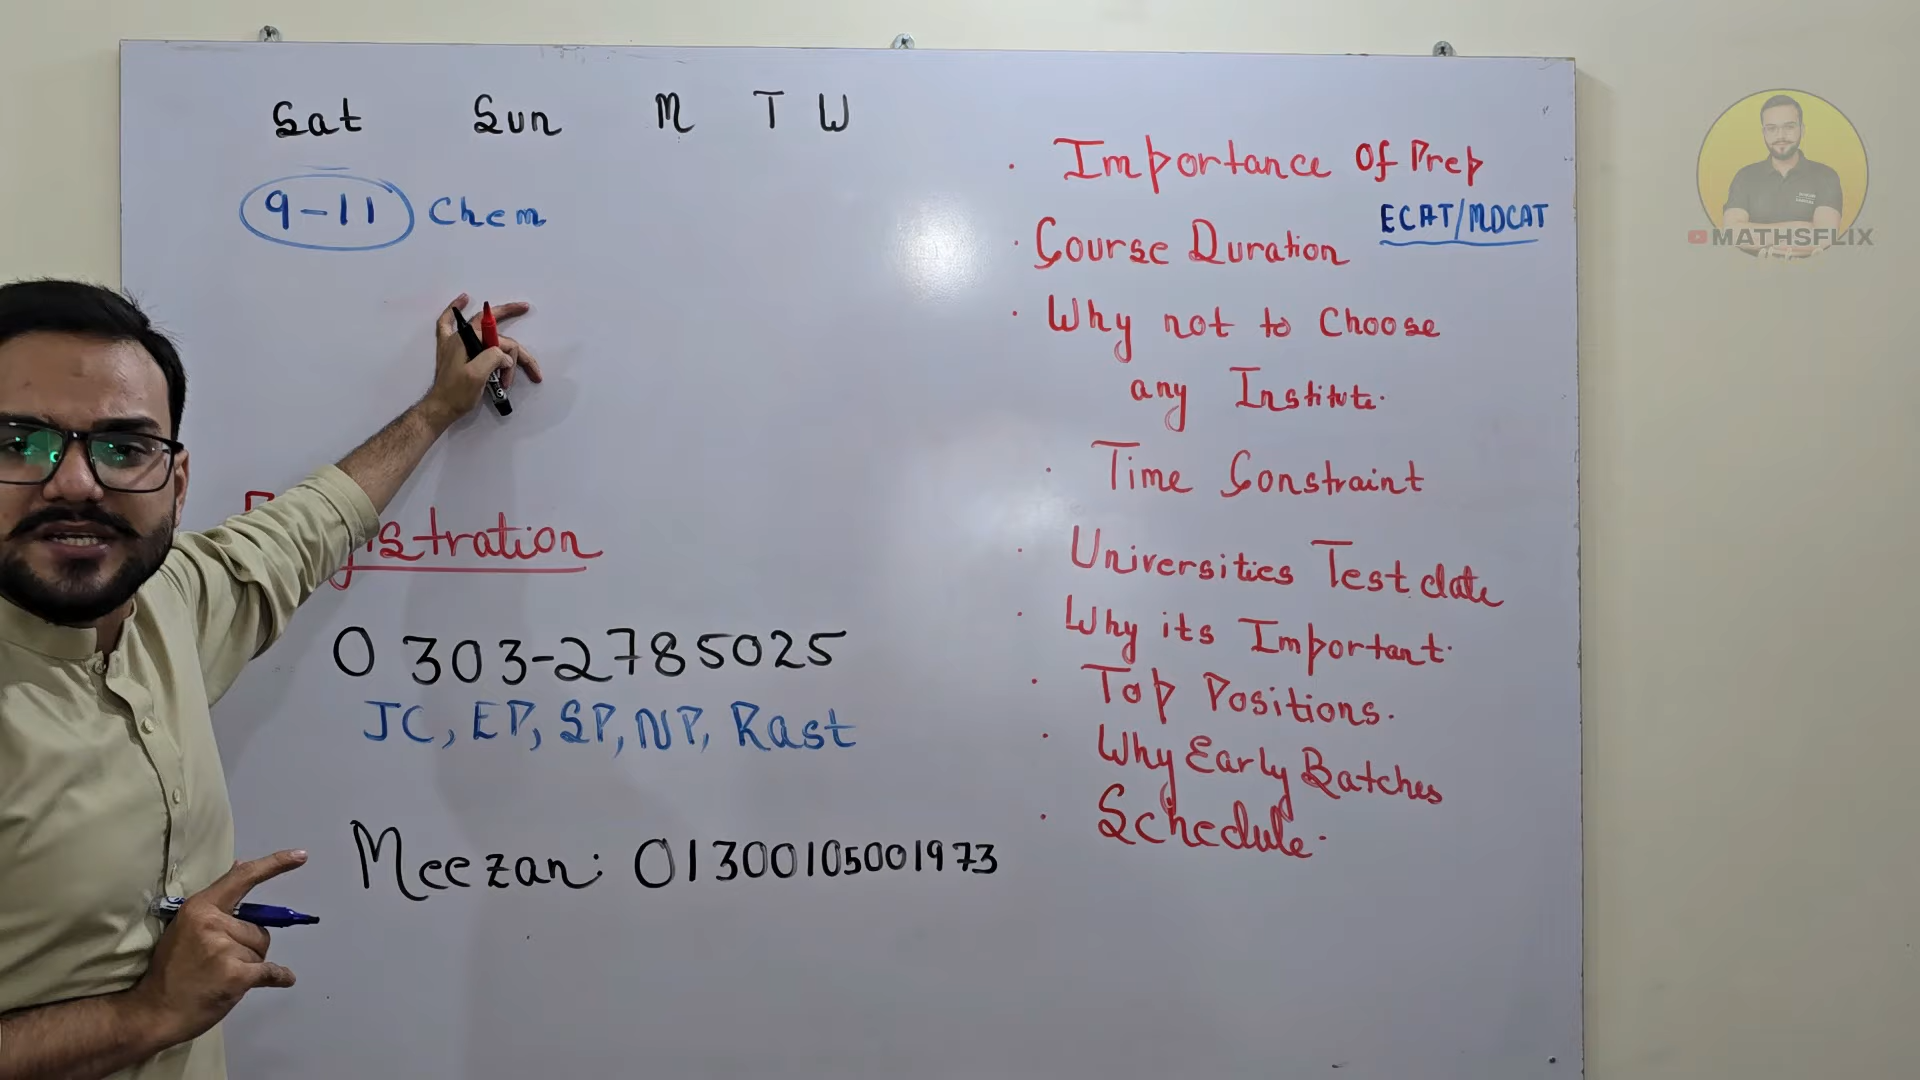 Sat Sun M T W
9-11 Chem
Registration
0 303-2785025
JC, EP, SP, NP, Rast
Meezan: 01300105001973
· Importance Of Prep
ECAT/MDCAT
· Course Duration
· Why not to Choose
any Institute.
· Time Constraint
· Universities Test date
· Why its Important.
· Top Positions.
· Why Early Batches
· Schedule.
MATHSFLIX